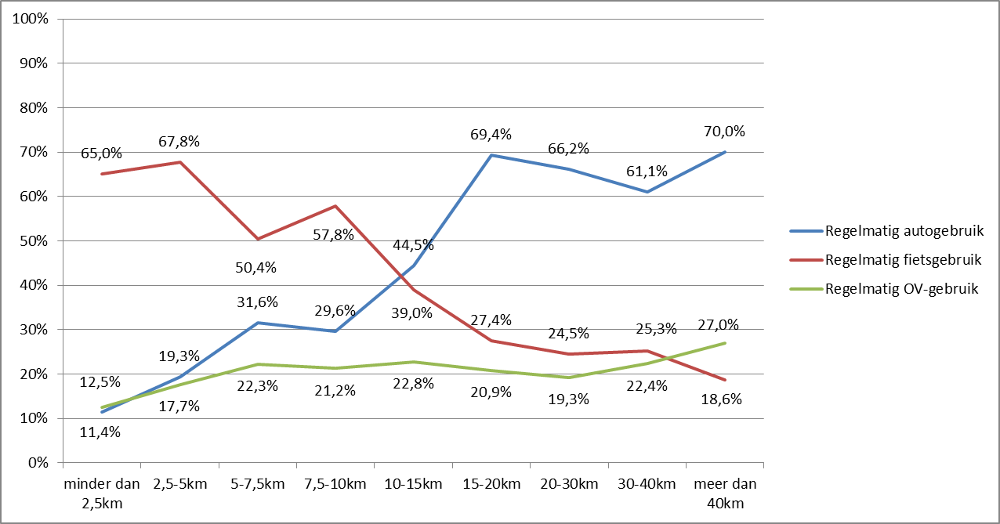 100%
90%
80%
70%
60%
50%
40%
30%
20%
10%
0%
65,0%
67,8%
50,4%
57,8%
39,0%
27,4%
24,5%
25,3%
18,6%
11,4%
19,3%
31,6%
29,6%
44,5%
69,4%
66,2%
61,1%
70,0%
12,5%
17,7%
22,3%
21,2%
22,8%
20,9%
19,3%
22,4%
27,0%
minder dan
2,5km
2,5-5km
5-7,5km
7,5-10km
10-15km
15-20km
20-30km
30-40km
meer dan
40km
Regelmatig autogebruik
Regelmatig fietsgebruik
Regelmatig OV-gebruik